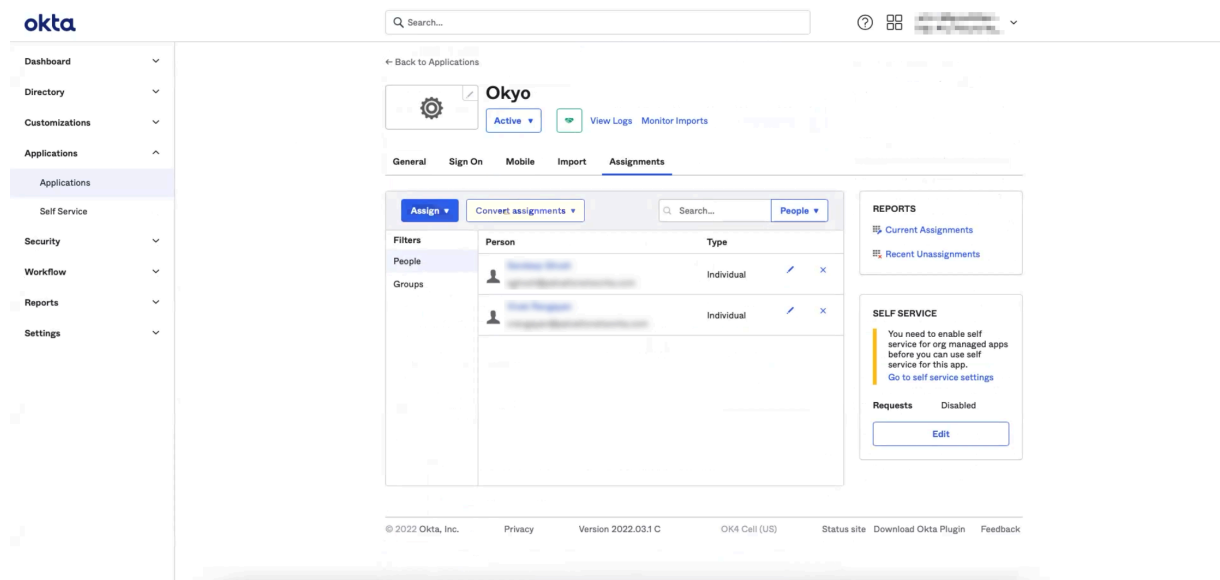 okta
Search...
Dashboard
Directory
Customizations
Applications
Applications
Self Service
Security
Workflow
Reports
Settings
← Back to Applications
Okyo
Active
View Logs Monitor Imports
General Sign On Mobile Import Assignments
Assign Convert assignments Search... People
Filters Person Type
People
Groups
Individual
Individual
REPORTS
Current Assignments
Recent Unassignments
SELF SERVICE
You need to enable self
service for org managed apps
before you can use self
service for this app.
Go to self service settings
Requests Disabled
Edit
© 2022 Okta, Inc. Privacy Version 2022.03.1 C OK4 Cell (US) Status site Download Okta Plugin Feedback